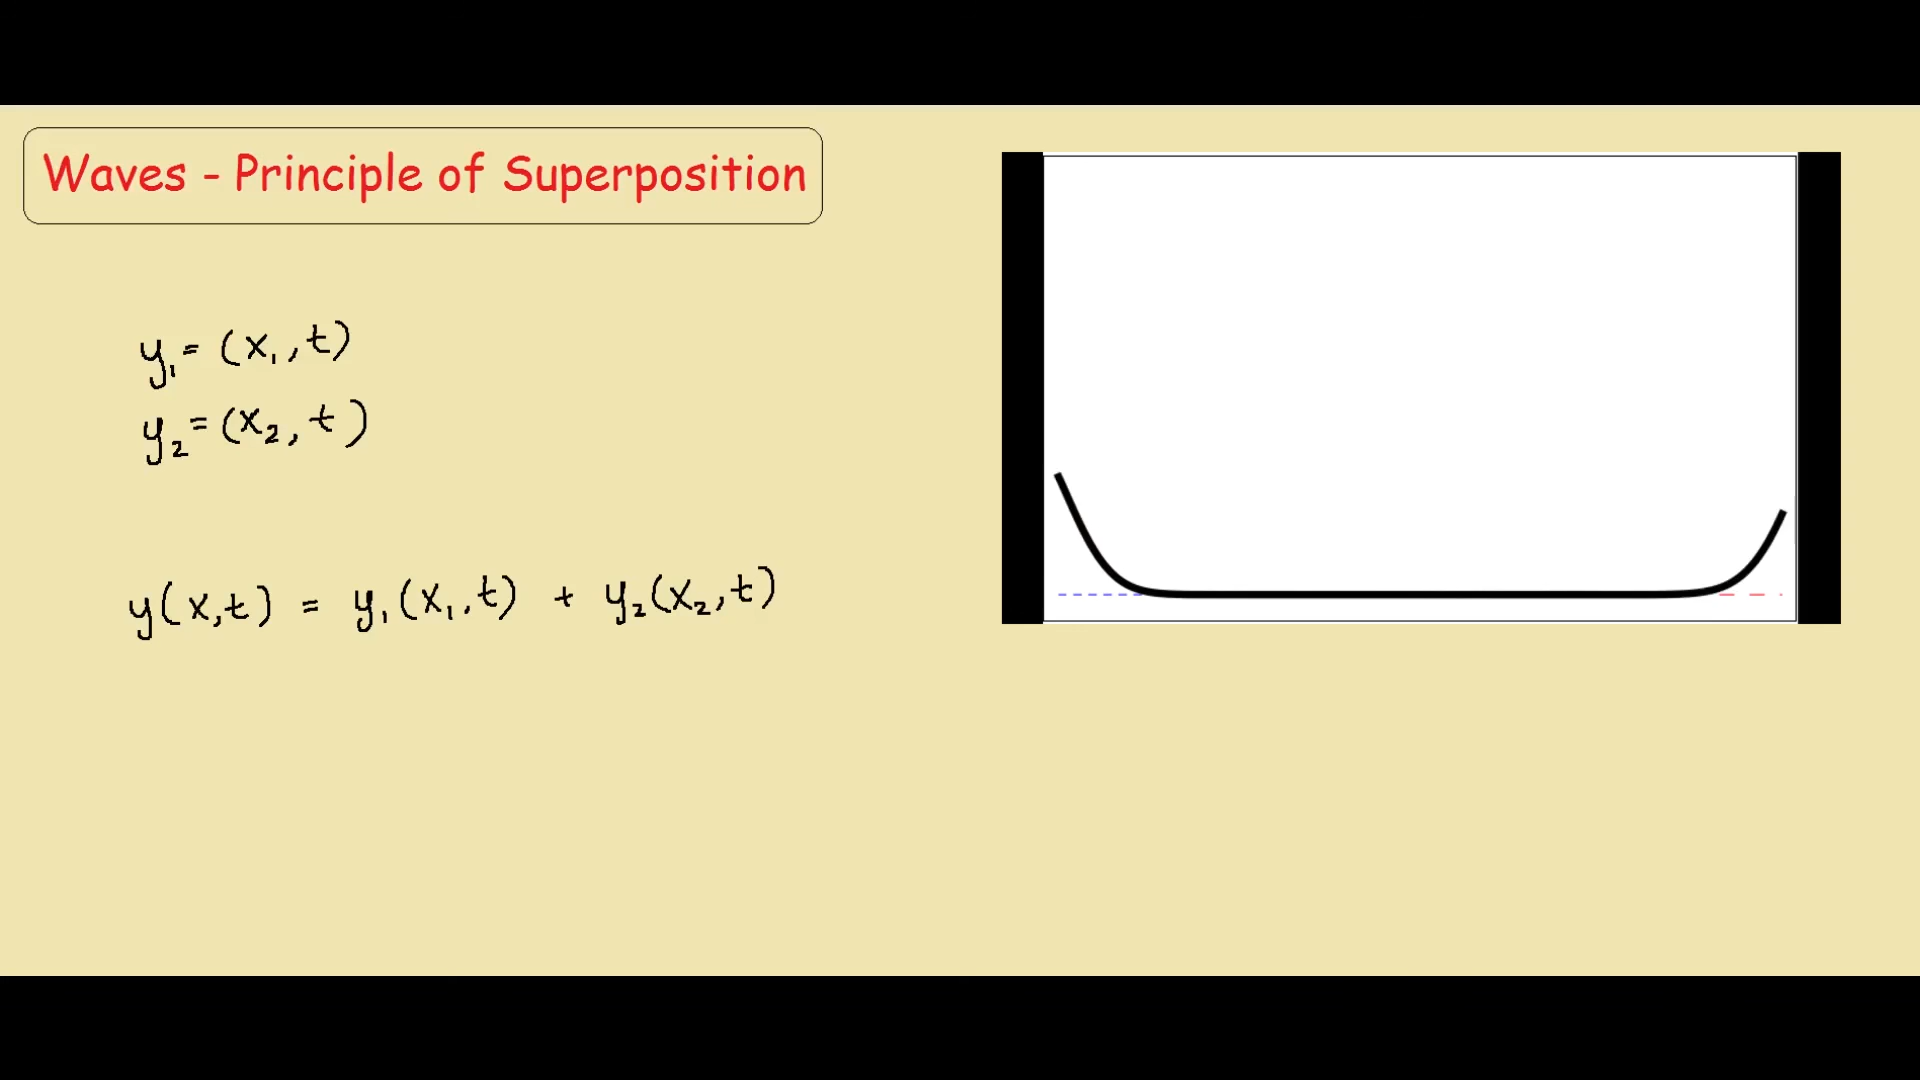 Waves - Principle of Superposition
y₁ = (x₁, t)
y₂ = (x₂, t)
y(x,t) = y₁(x₁,t) + y₂(x₂,t)